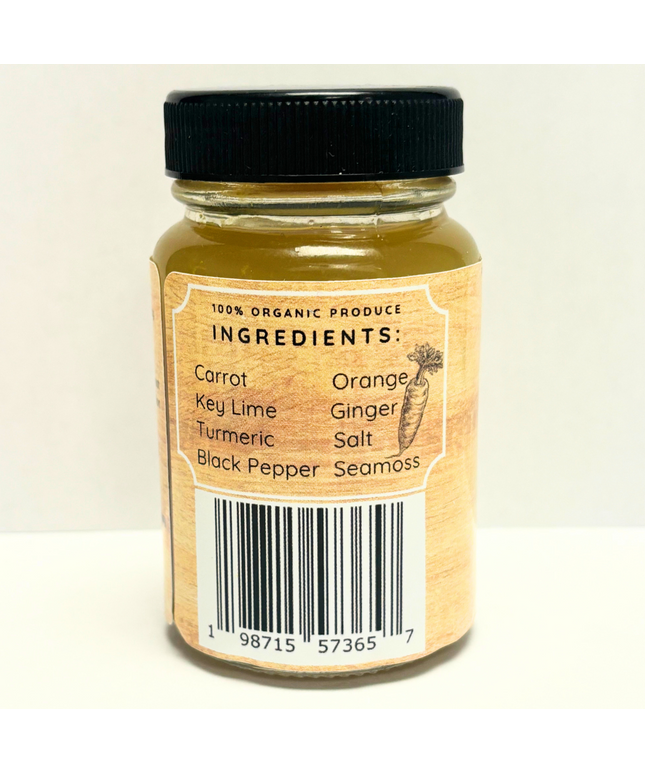 100% ORGANIC PRODUCE
INGREDIENTS:
Carrot
Key Lime
Turmeric
Black Pepper
Orange
Ginger
Salt
Seamoss
1 98715 57365 7